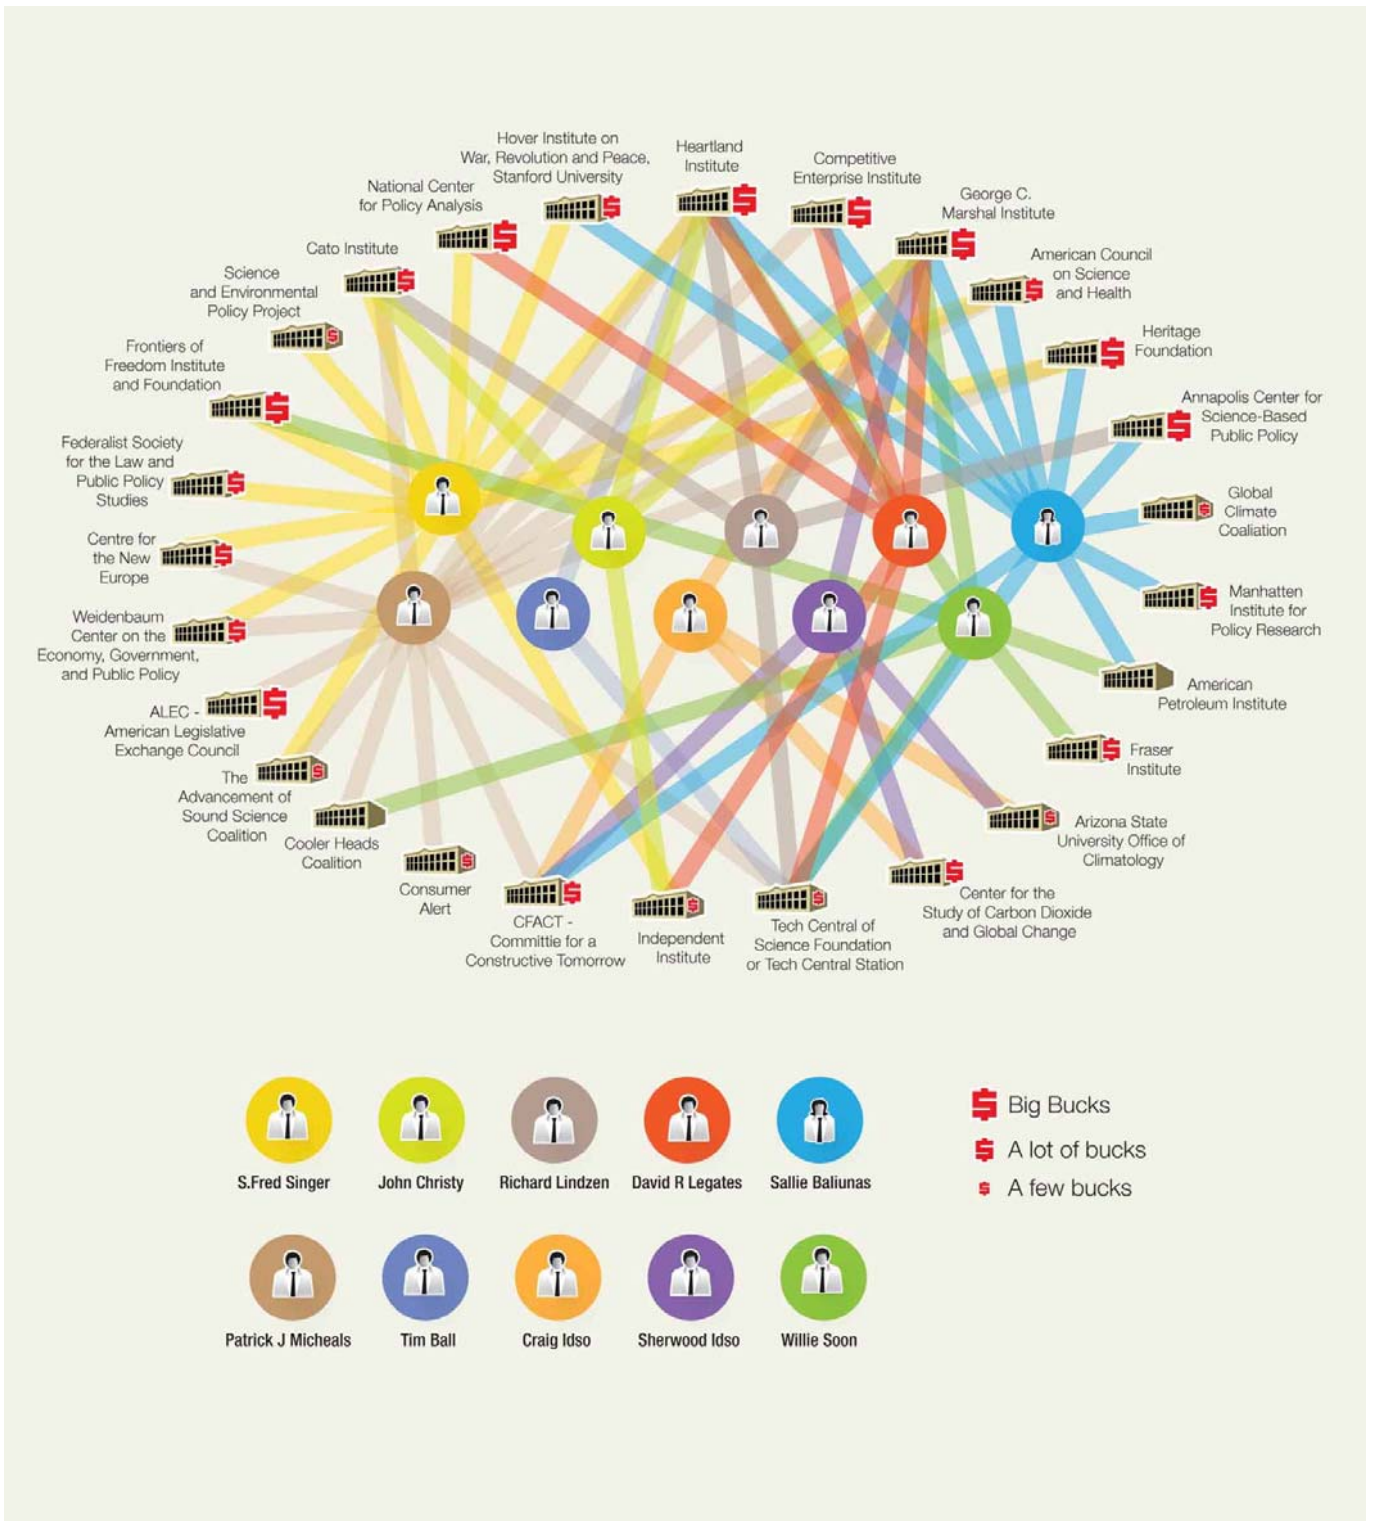 Hover Institute on
War, Revolution and Peace,
Stanford University
Heartland
Institute
Competitive
Enterprise Institute
National Center
for Policy Analysis
George C.
Marshal Institute
Cato Institute
American Council
on Science
and Health
Science
and Environmental
Policy Project
Heritage
Foundation
Frontiers of
Freedom Institute
and Foundation
Annapolis Center for
Science-Based
Public Policy
Federalist Society
for the Law and
Public Policy
Studies
Global
Climate
Coaliation
Centre for
the New
Europe
Manhatten
Institute for
Policy Research
Weidenbaum
Center on the
Economy, Government,
and Public Policy
American
Petroleum Institute
ALEC -
American Legislative
Exchange Council
Fraser
Institute
The
Advancement of
Sound Science
Coalition
Arizona State
University Office of
Climatology
Cooler Heads
Coalition
Consumer
Alert
Center for the
Study of Carbon Dioxide
and Global Change
CFACT -
Committie for a
Constructive Tomorrow
Independent
Institute
Tech Central of
Science Foundation
or Tech Central Station
S.Fred Singer
John Christy
Richard Lindzen
David R Legates
Sallie Baliunas
Patrick J Micheals
Tim Ball
Craig Idso
Sherwood Idso
Willie Soon
$ Big Bucks
$ A lot of bucks
$ A few bucks